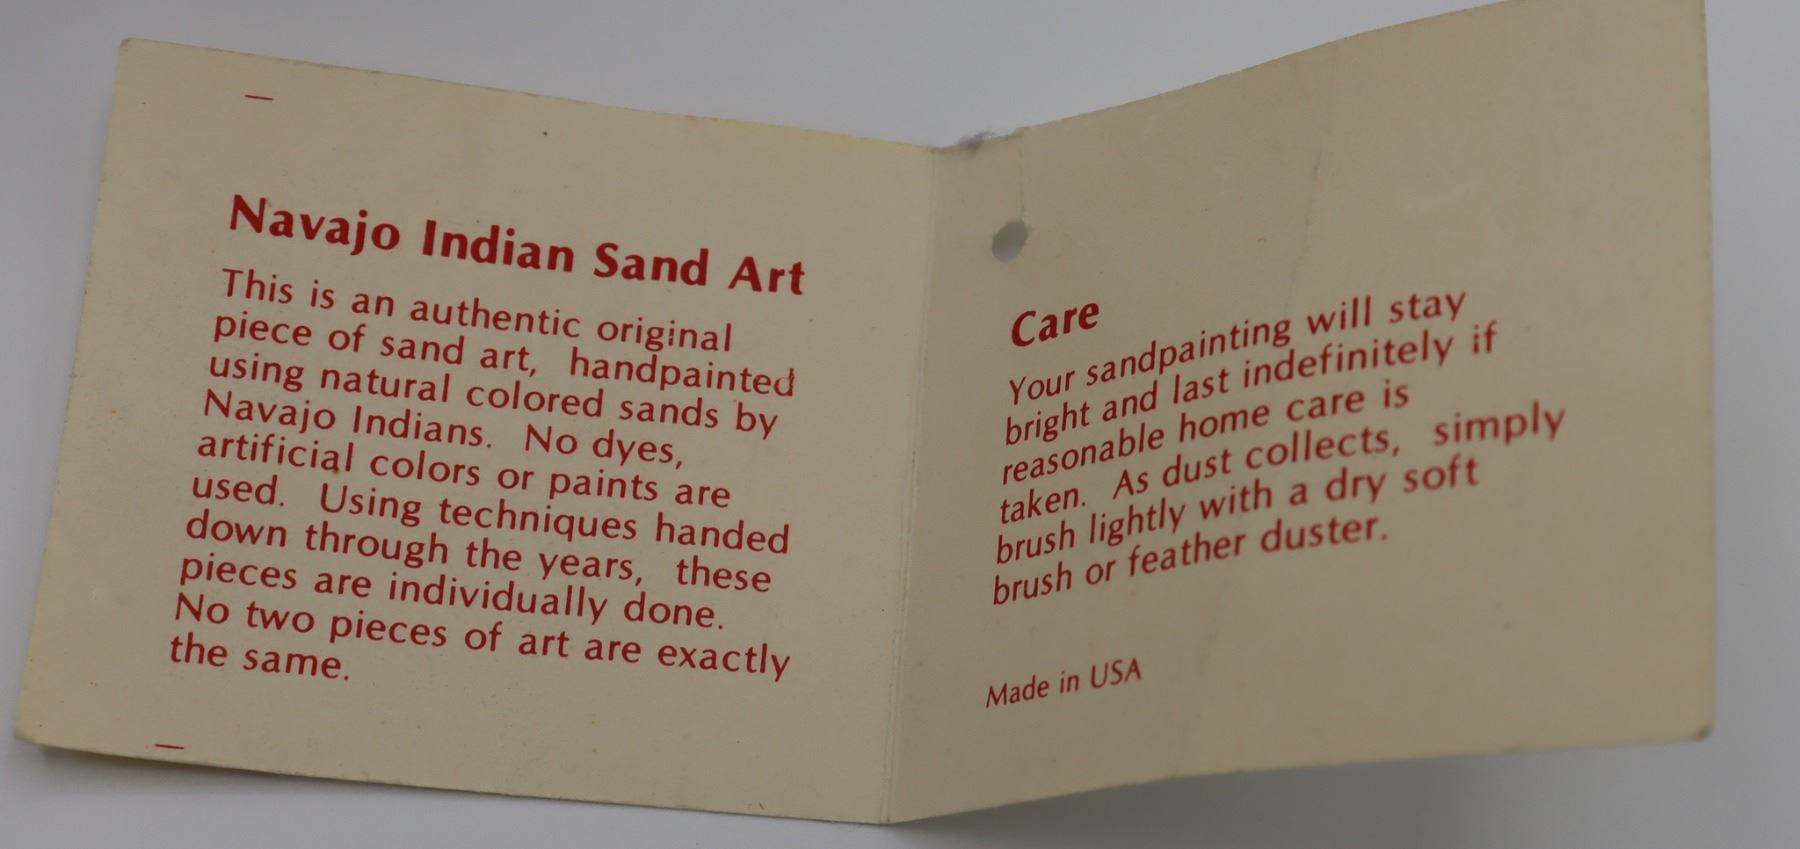 Navajo Indian Sand Art
This is an authentic original
piece of sand art, handpainted
using natural colored sands by
Navajo Indians. No dyes,
artificial colors or paints are
used. Using techniques handed
down through the years, these
pieces are individually done.
No two pieces of art are exactly
the same.
Care
Your sandpainting will stay
bright and last indefinitely if
reasonable home care is
taken. As dust collects, simply
brush lightly with a dry soft
brush or feather duster.
Made in USA